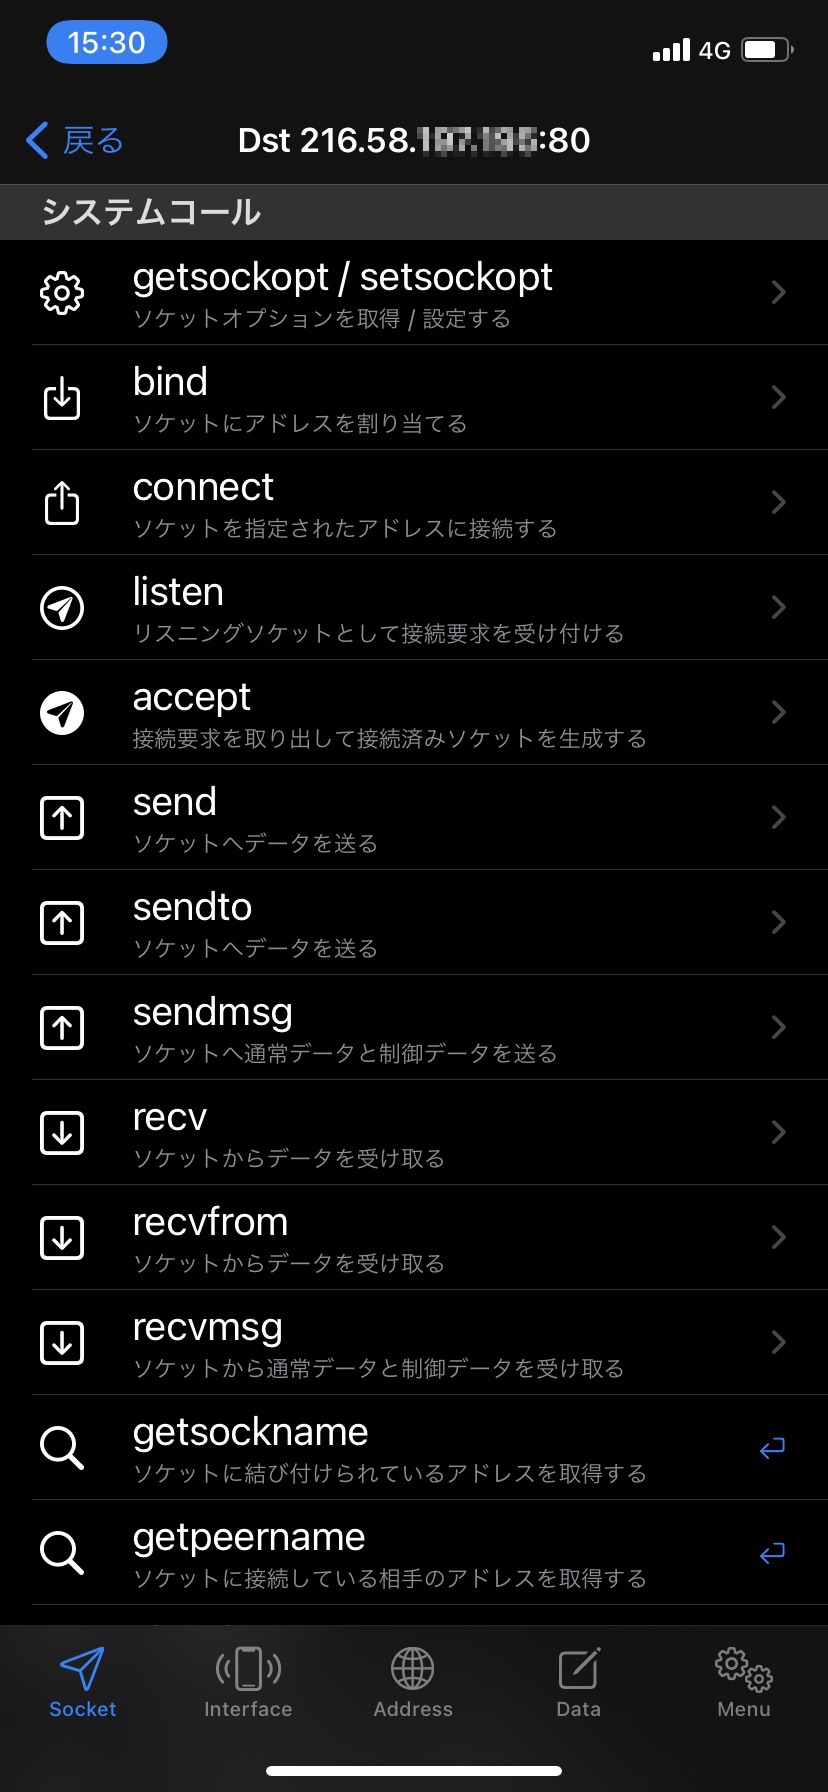 15:30
4G
戻る
Dst 216.58. :80
システムコール
getsockopt / setsockopt
ソケットオプションを取得 / 設定する
bind
ソケットにアドレスを割り当てる
connect
ソケットを指定されたアドレスに接続する
listen
リスニングソケットとして接続要求を受け付ける
accept
接続要求を取り出して接続済みソケットを生成する
send
ソケットへデータを送る
sendto
ソケットへデータを送る
sendmsg
ソケットへ通常データと制御データを送る
recv
ソケットからデータを受け取る
recvfrom
ソケットからデータを受け取る
recvmsg
ソケットから通常データと制御データを受け取る
getsockname
ソケットに結び付けられているアドレスを取得する
getpeername
ソケットに接続している相手のアドレスを取得する
Socket
Interface
Address
Data
Menu